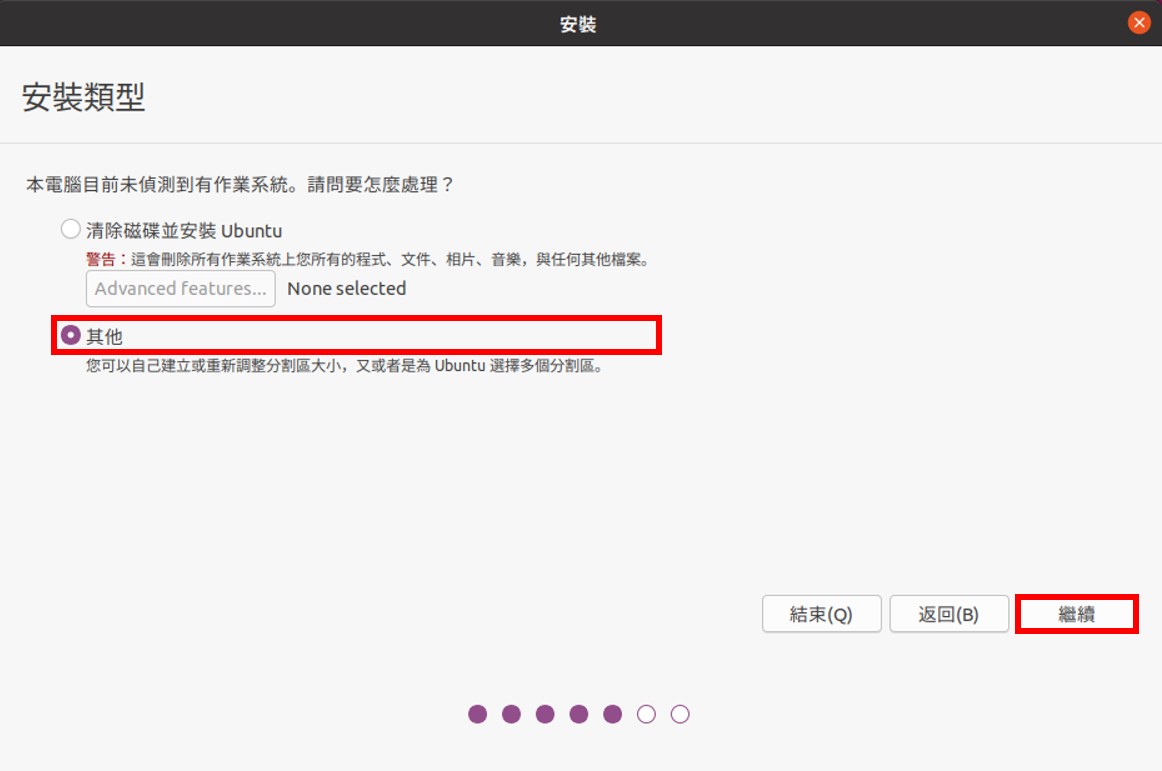 安裝
安裝類型
本電腦目前未偵測到有作業系統。請問要怎麼處理？
清除磁碟並安裝 Ubuntu
警告：這會刪除所有作業系統上您所有的程式、文件、相片、音樂，與任何其他檔案。
Advanced features... None selected
其他
您可以自己建立或重新調整分割區大小，又或者是為 Ubuntu 選擇多個分割區。
結束(Q) 返回(B) 繼續